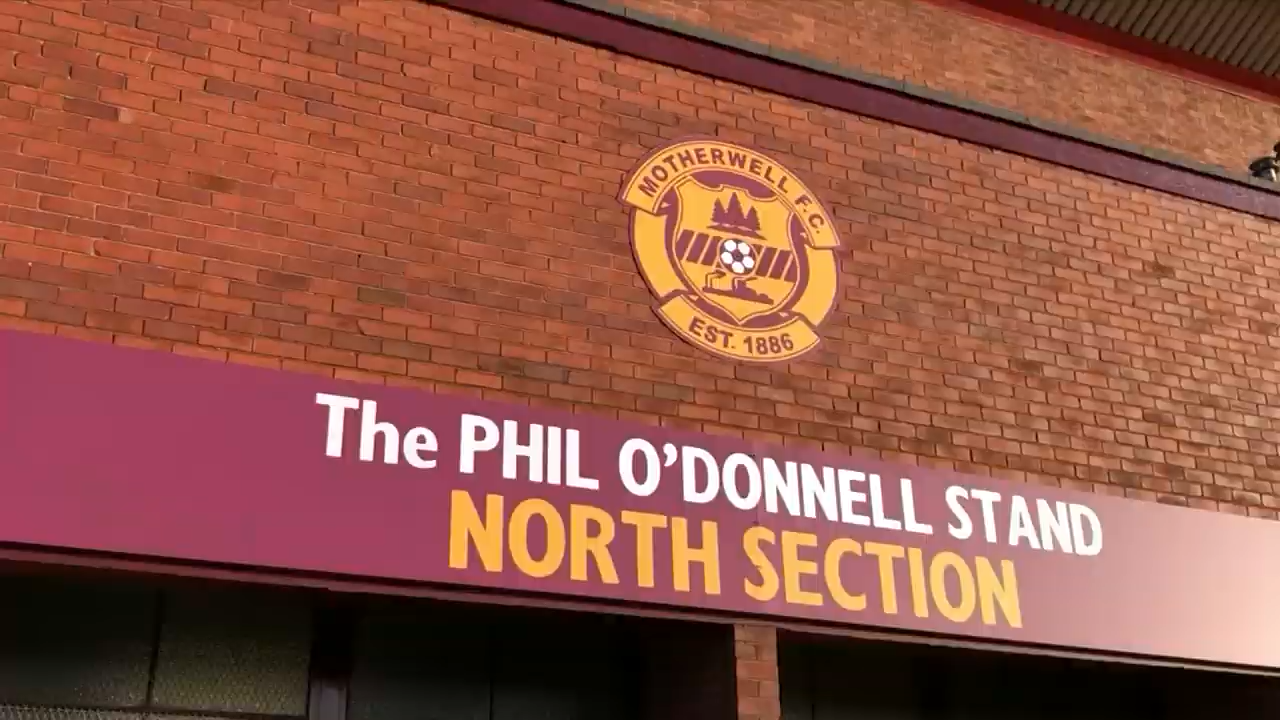 MOTHERWELL F.C.
EST. 1886
The PHIL O'DONNELL STAND
NORTH SECTION